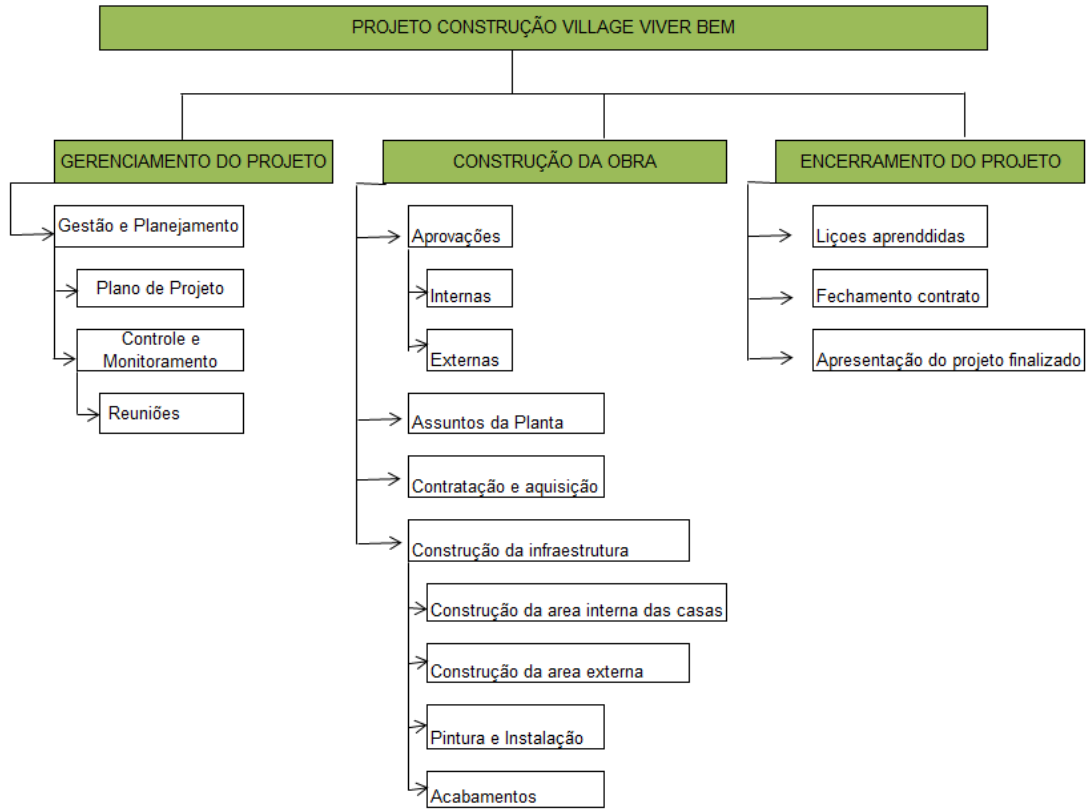 PROJETO CONSTRUÇÃO VILLAGE VIVER BEM
GERENCIAMENTO DO PROJETO
Gestão e Planejamento
Plano de Projeto
Controle e
Monitoramento
Reuniões
CONSTRUÇÃO DA OBRA
Aprovações
Internas
Externas
Assuntos da Planta
Contratação e aquisição
Construção da infraestrutura
Construção da area interna das casas
Construção da area externa
Pintura e Instalação
Acabamentos
ENCERRAMENTO DO PROJETO
Liçoes aprenddidas
Fechamento contrato
Apresentação do projeto finalizado